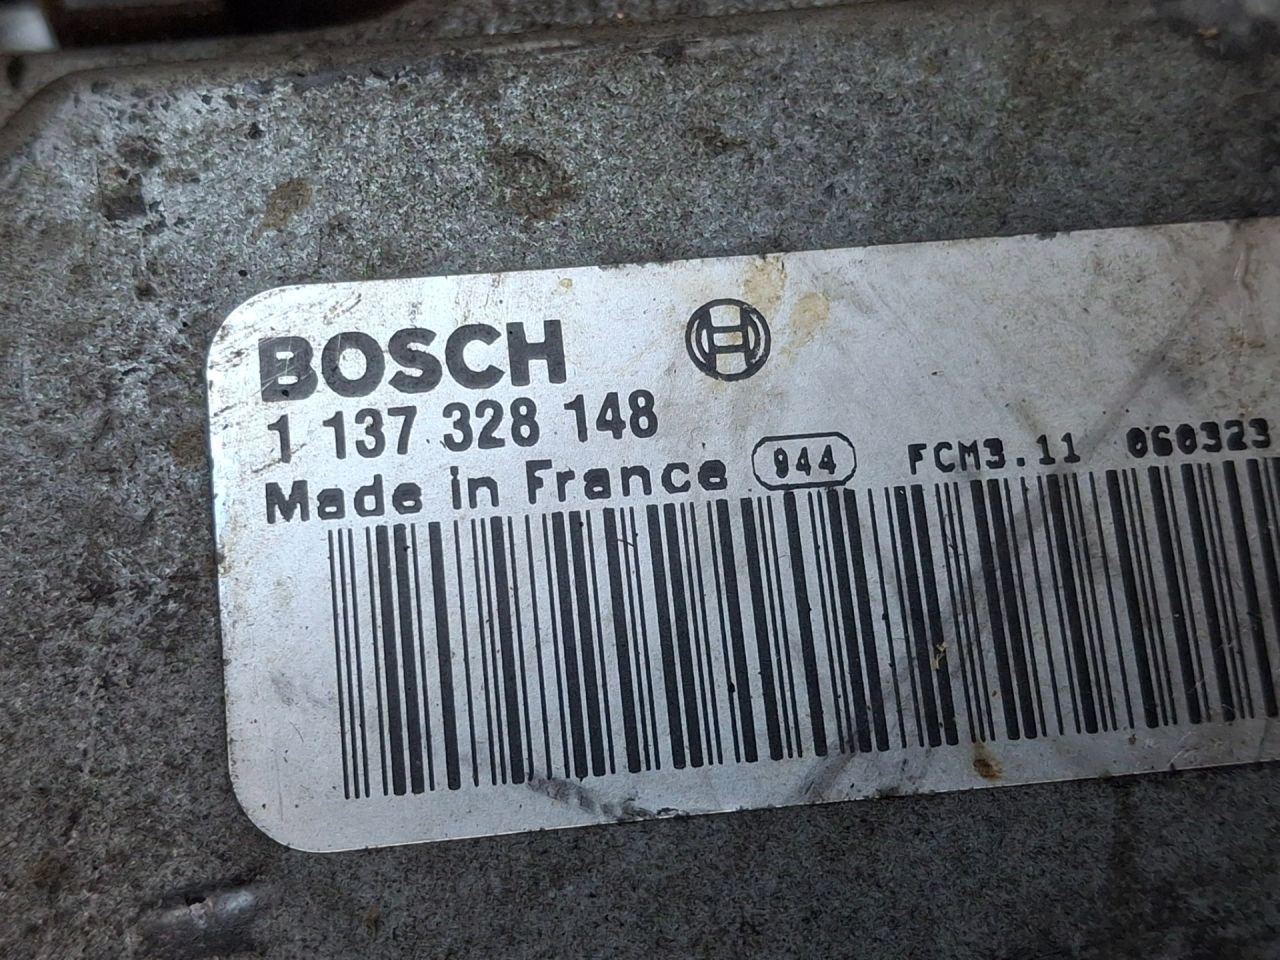 BOSCH
1 137 328 148
Made in France 944 FCM3.11 060323